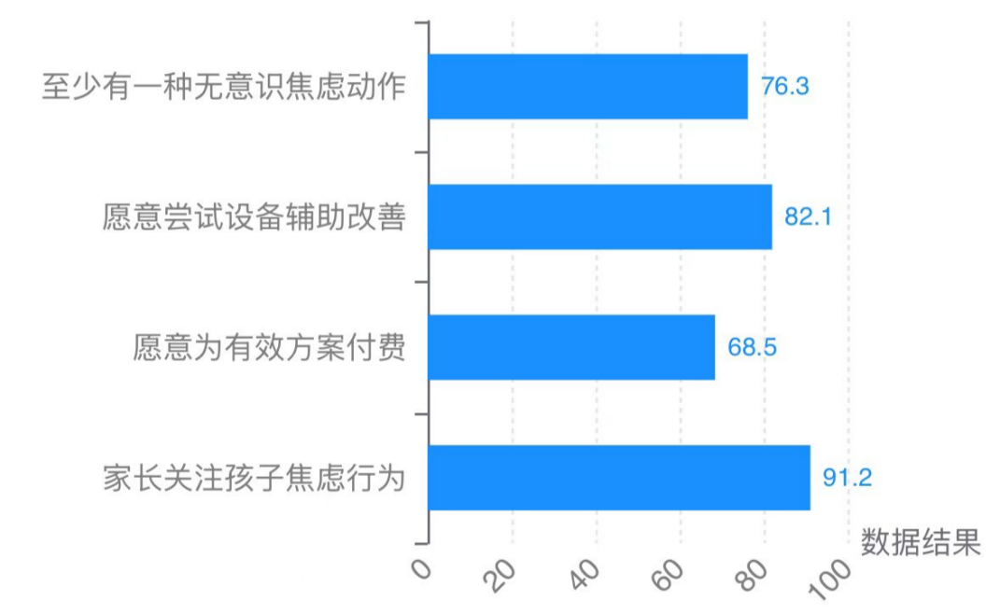 至少有一种无意识焦虑动作 76.3
愿意尝试设备辅助改善 82.1
愿意为有效方案付费 68.5
家长关注孩子焦虑行为 91.2
数据结果
0 20 40 60 80 100